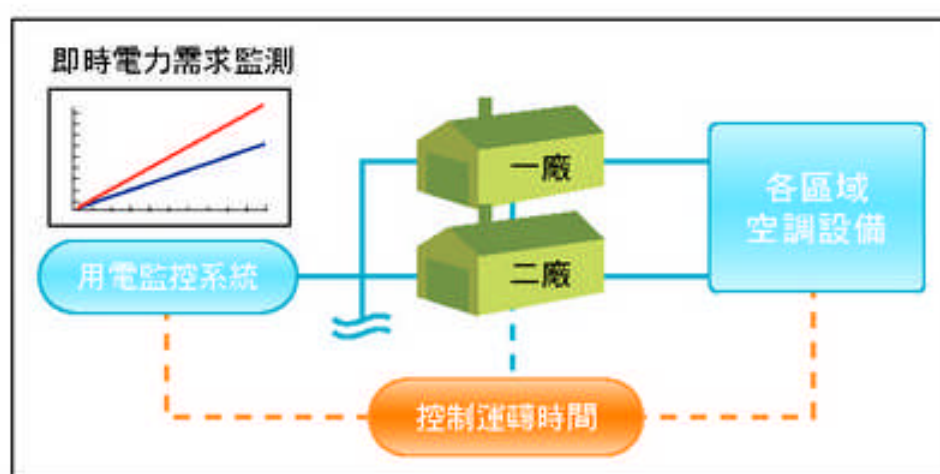 即時電力需求監測
一廠
各區域
空調設備
二廠
用電監控系統
控制運轉時間